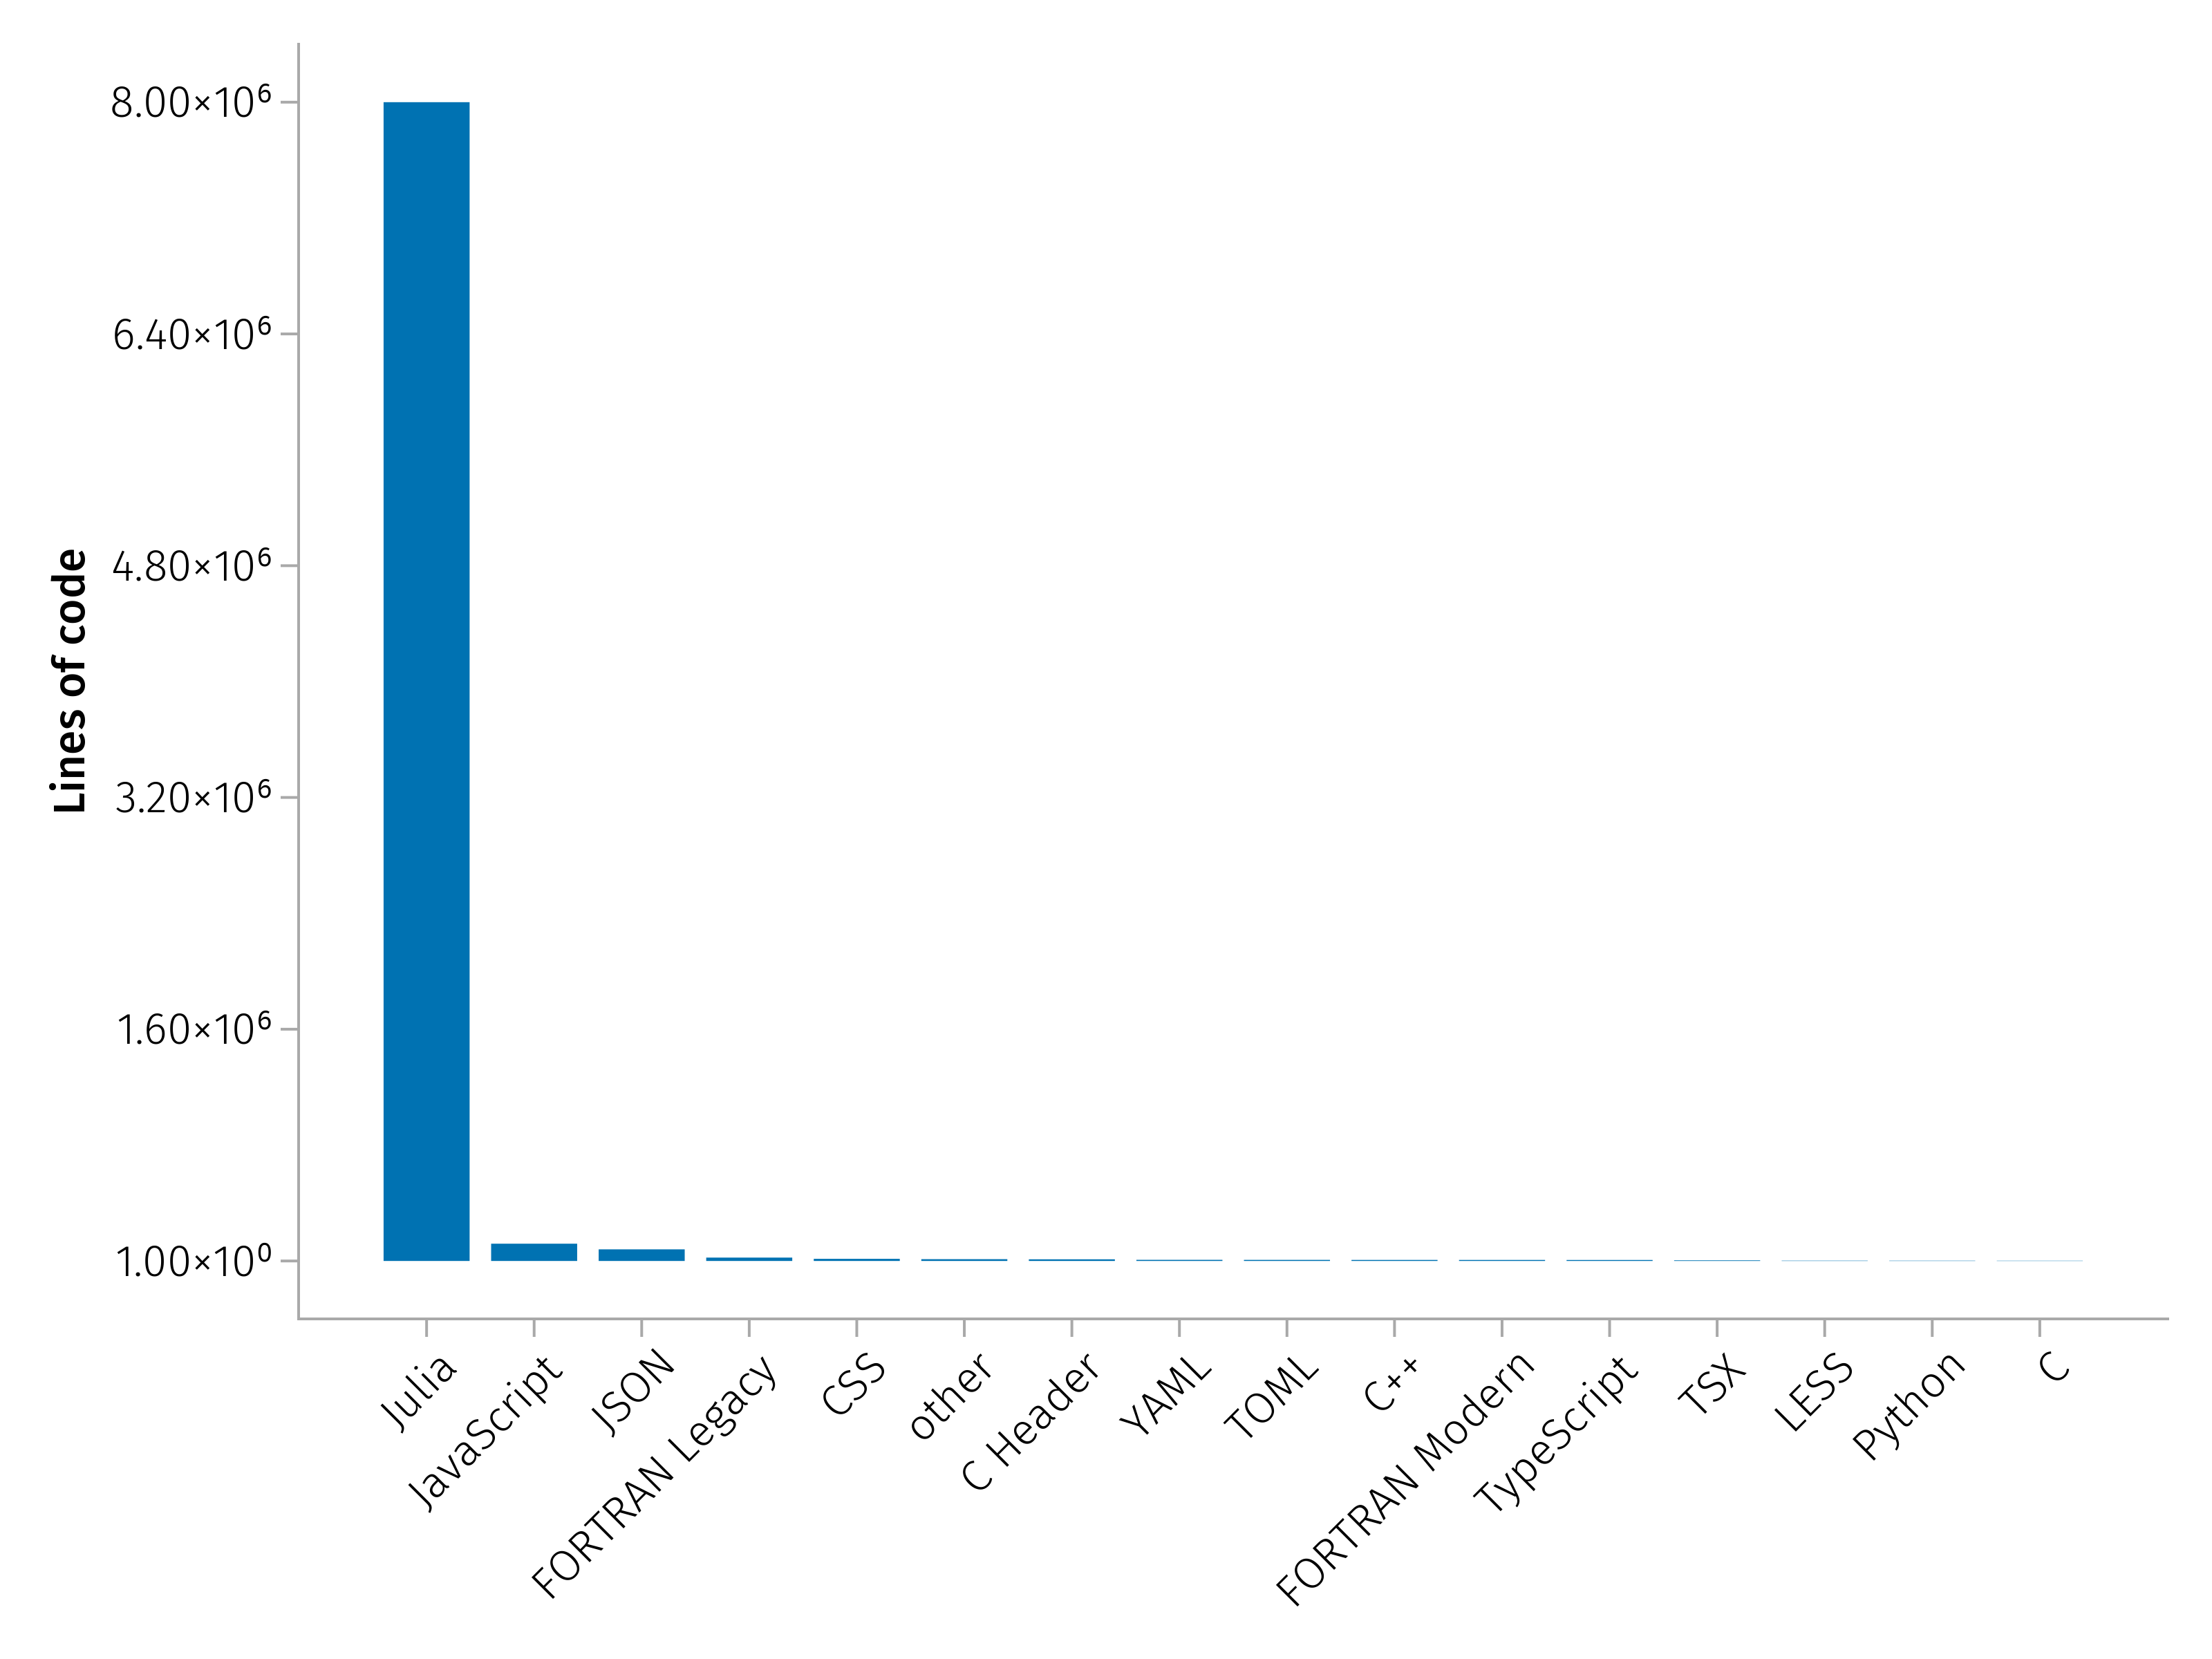 Lines of code
8.00×10⁶
6.40×10⁶
4.80×10⁶
3.20×10⁶
1.60×10⁶
1.00×10⁰
Julia
JavaScript
JSON
FORTRAN Legacy
CSS
other
C Header
YAML
TOML
C++
FORTRAN Modern
TypeScript
TSX
LESS
Python
C